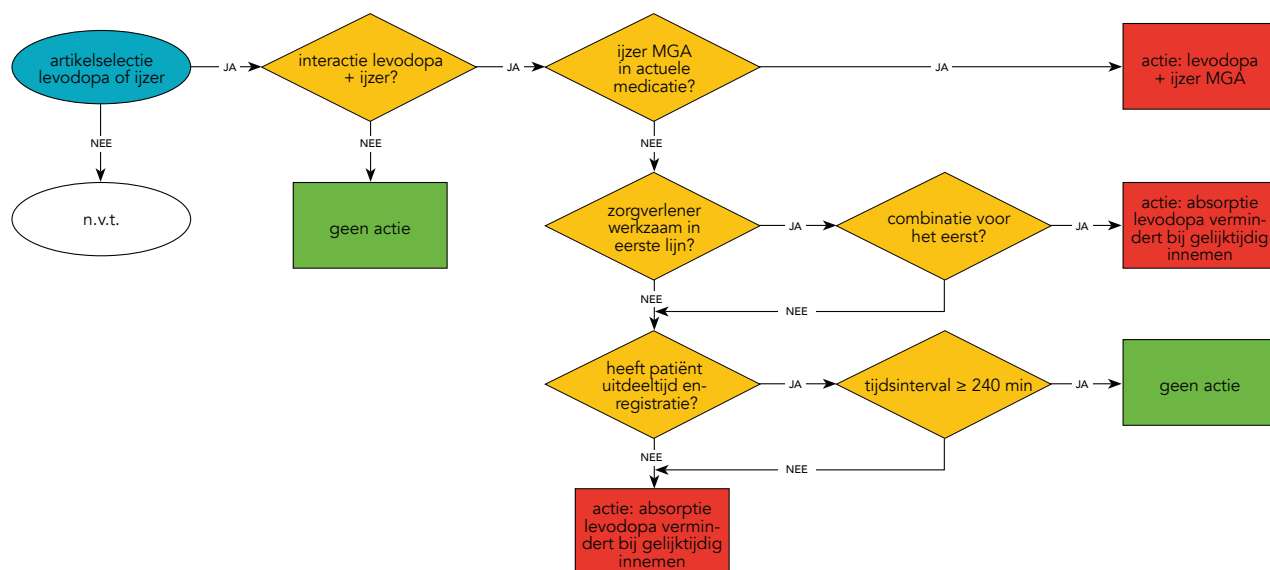 artikelselectie
levodopa of ijzer
JA
interactie levodopa
+ ijzer?
JA
ijzer MGA
in actuele
medicatie?
JA
actie: levodopa
+ ijzer MGA
NEE
NEE
NEE
n.v.t.
geen actie
zorgverlener
werkzaam in
eerste lijn?
JA
combinatie voor
het eerst?
JA
actie: absorptie
levodopa vermin-
dert bij gelijktijdig
innemen
NEE
NEE
heeft patiënt
uitdeeltijd en-
registratie?
JA
tijdsinterval ≥ 240 min
JA
geen actie
NEE
NEE
actie: absorptie
levodopa vermin-
dert bij gelijktijdig
innemen